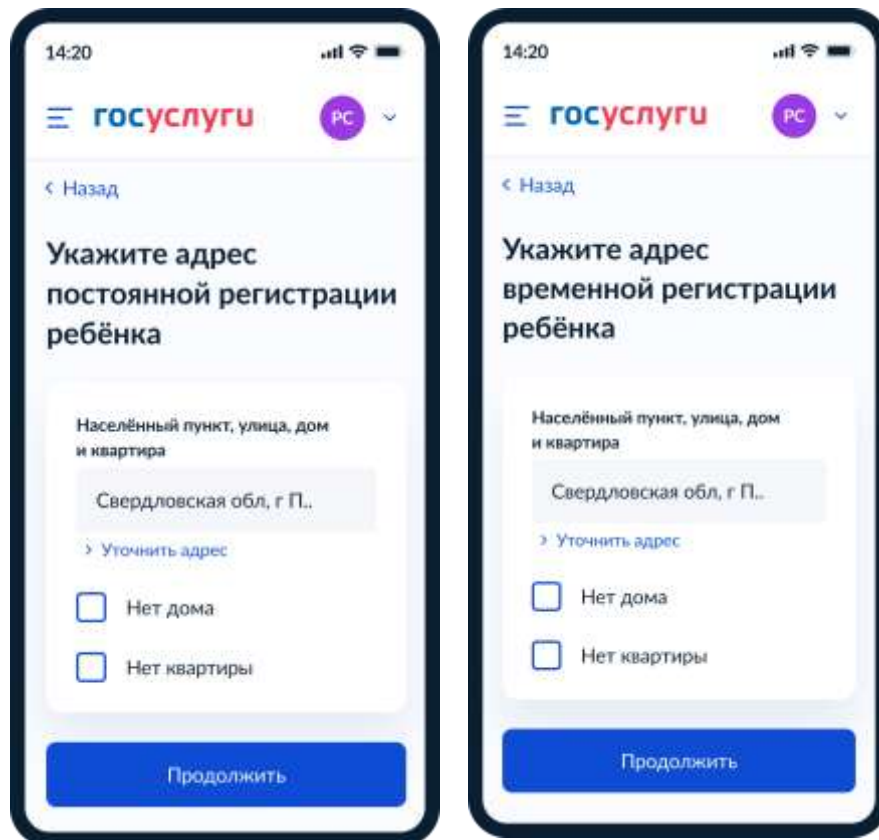 14:20
госуслуги
РС
Назад
Укажите адрес
постоянной регистрации
ребёнка
Населённый пункт, улица, дом
и квартира
Свердловская обл, г П..
Уточнить адрес
Нет дома
Нет квартиры
Продолжить
14:20
госуслуги
РС
Назад
Укажите адрес
временной регистрации
ребёнка
Населённый пункт, улица, дом
и квартира
Свердловская обл, г П..
Уточнить адрес
Нет дома
Нет квартиры
Продолжить